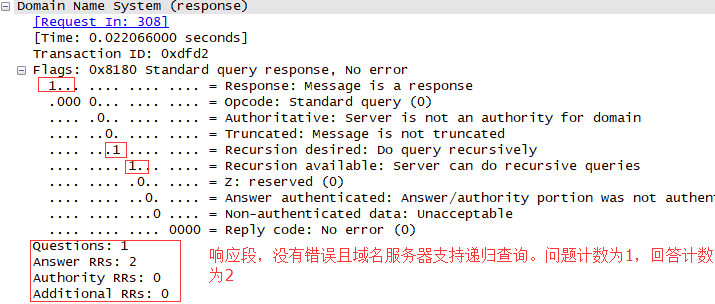 Domain Name System (response)
[Request In: 308]
[Time: 0.022066000 seconds]
Transaction ID: 0xdfd2
Flags: 0x8180 Standard query response, No error
1... .... .... .... = Response: Message is a response
.000 0... .... .... = Opcode: Standard query (0)
.... .0.. .... .... = Authoritative: Server is not an authority for domain
.... ..0. .... .... = Truncated: Message is not truncated
.... ...1 .... .... = Recursion desired: Do query recursively
.... .... 1... .... = Recursion available: Server can do recursive queries
.... .... .0.. .... = Z: reserved (0)
.... .... ..0. .... = Answer authenticated: Answer/authority portion was not authen
.... .... ...0 .... = Non-authenticated data: Unacceptable
.... .... .... 0000 = Reply code: No error (0)
Questions: 1
Answer RRs: 2
Authority RRs: 0
Additional RRs: 0
响应段，没有错误且域名服务器支持递归查询。问题计数为1，回答计数
为2